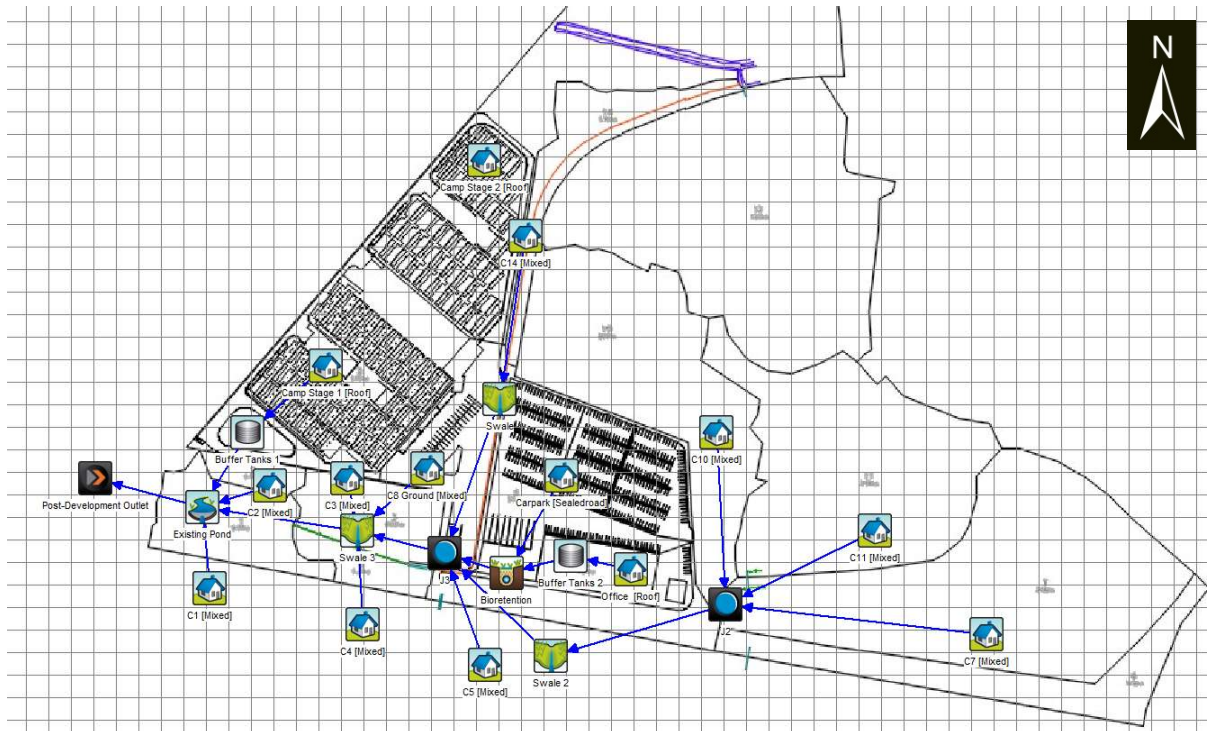 N
Camp Stage 2 [Roof]
C14 [Mixed]
Camp Stage 1 [Roof]
Swale
Buffer Tanks 1
C10 [Mixed]
C8 Ground [Mixed]
Carpark [Sealedroad]
Post-Development Outlet
C2 [Mixed]
C3 [Mixed]
Existing Pond
Swale 3
C11 [Mixed]
J3
Buffer Tanks 2
Bioretention
Office [Roof]
C1 [Mixed]
J2
C4 [Mixed]
C7 [Mixed]
Swale 2
C5 [Mixed]